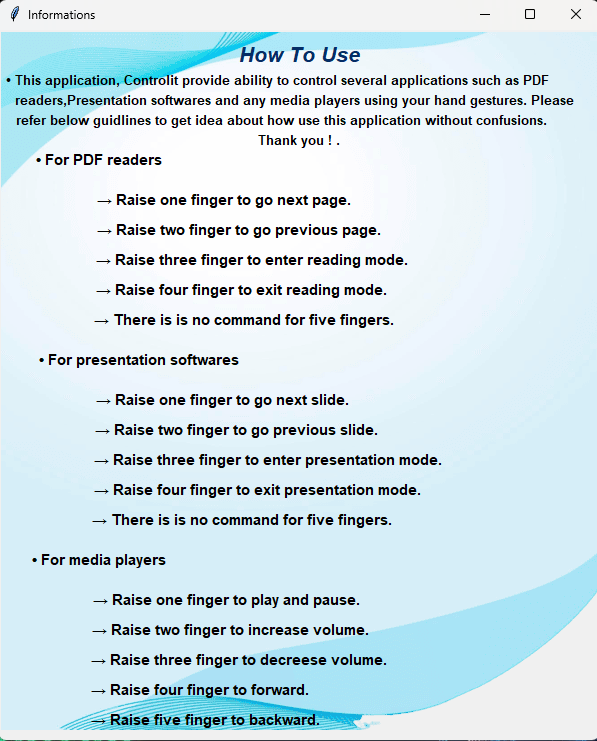 Informations
How To Use
• This application, Controlit provide ability to control several applications such as PDF
readers,Presentation softwares and any media players using your hand gestures. Please
refer below guidlines to get idea about how use this application without confusions.
Thank you ! .
• For PDF readers
→ Raise one finger to go next page.
→ Raise two finger to go previous page.
→ Raise three finger to enter reading mode.
→ Raise four finger to exit reading mode.
→ There is is no command for five fingers.
• For presentation softwares
→ Raise one finger to go next slide.
→ Raise two finger to go previous slide.
→ Raise three finger to enter presentation mode.
→ Raise four finger to exit presentation mode.
→ There is is no command for five fingers.
• For media players
→ Raise one finger to play and pause.
→ Raise two finger to increase volume.
→ Raise three finger to decreese volume.
→ Raise four finger to forward.
→ Raise five finger to backward.